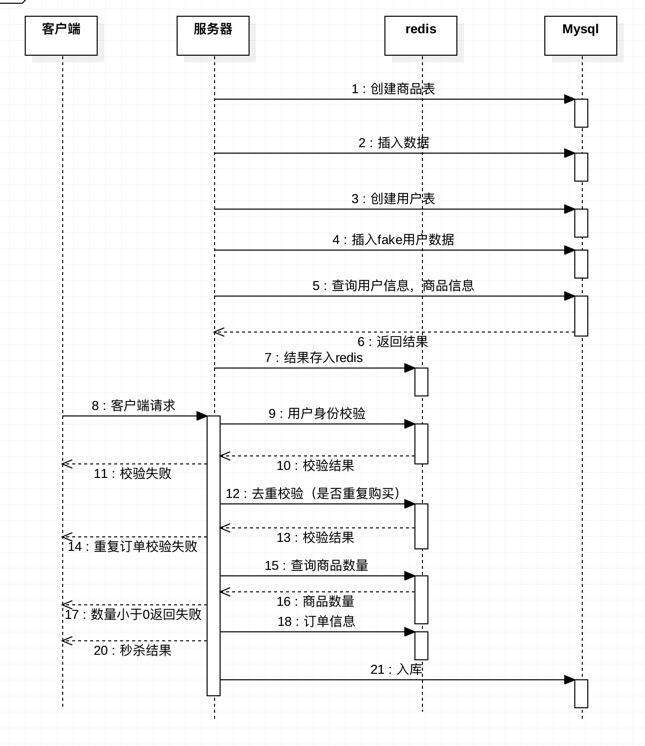 客户端
服务器
redis
Mysql
1 : 创建商品表
2 : 插入数据
3 : 创建用户表
4 : 插入fake用户数据
5 : 查询用户信息，商品信息
6 : 返回结果
7 : 结果存入redis
8 : 客户端请求
9 : 用户身份校验
10 : 校验结果
11 : 校验失败
12 : 去重校验（是否重复购买）
13 : 校验结果
14 : 重复订单校验失败
15 : 查询商品数量
16 : 商品数量
17 : 数量小于0返回失败
18 : 订单信息
20 : 秒杀结果
21 : 入库